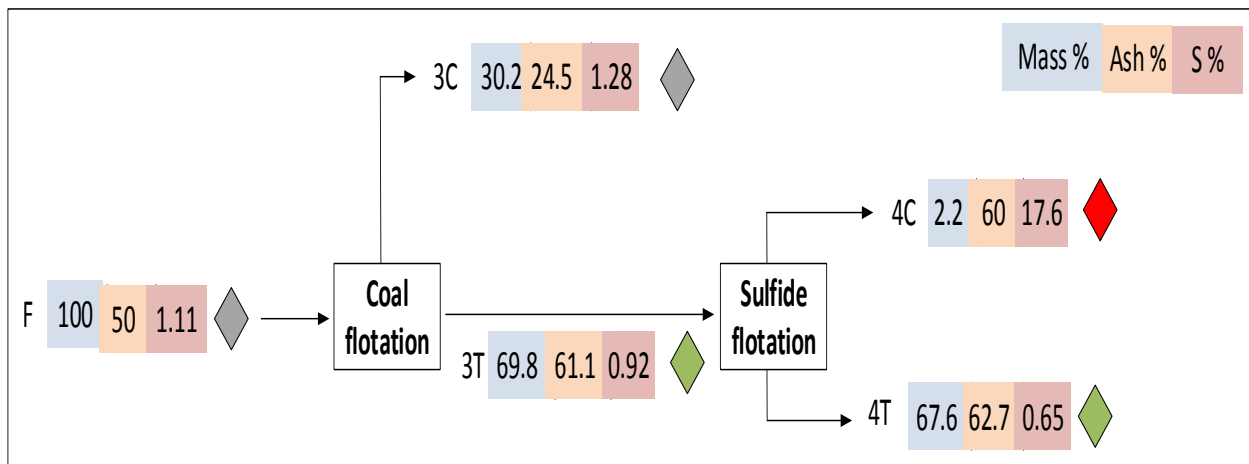 3C 30.2 24.5 1.28
Mass % Ash % S %
4C 2.2 60 17.6
F 100 50 1.11
Coal
flotation
Sulfide
flotation
3T 69.8 61.1 0.92
4T 67.6 62.7 0.65